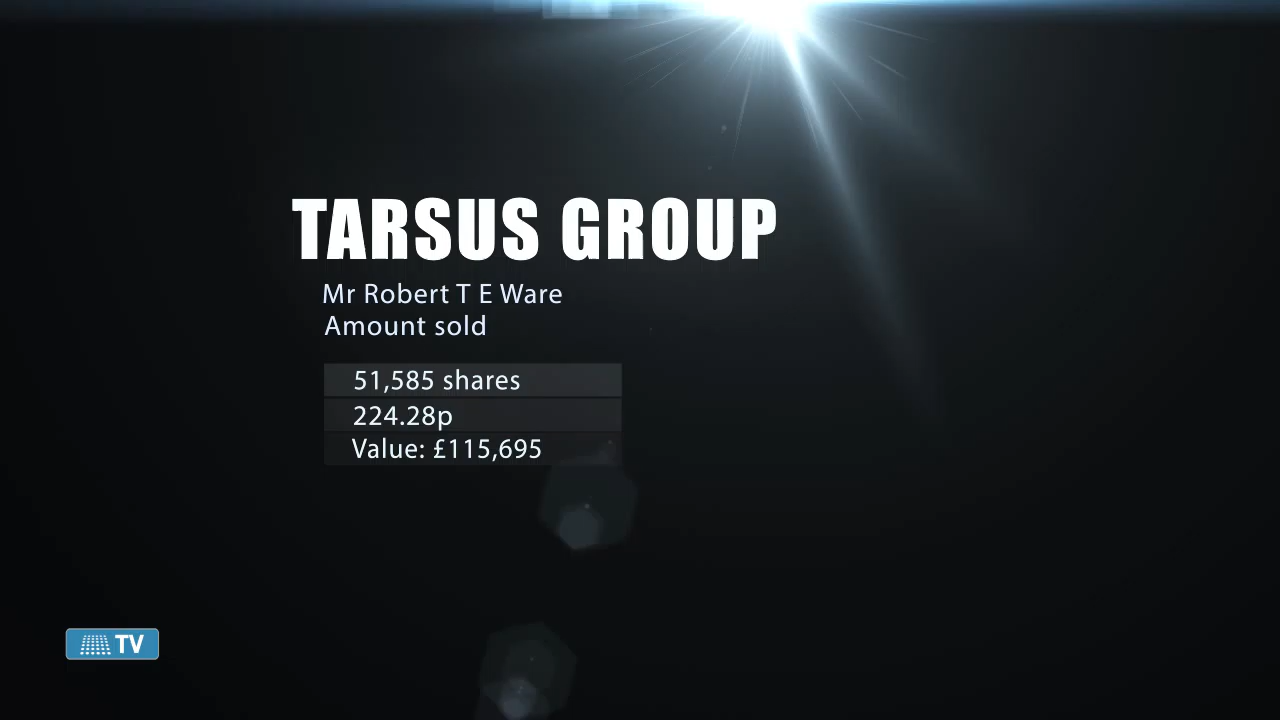 TARSUS GROUP
Mr Robert T E Ware
Amount sold
51,585 shares
224.28p
Value: £115,695
TV